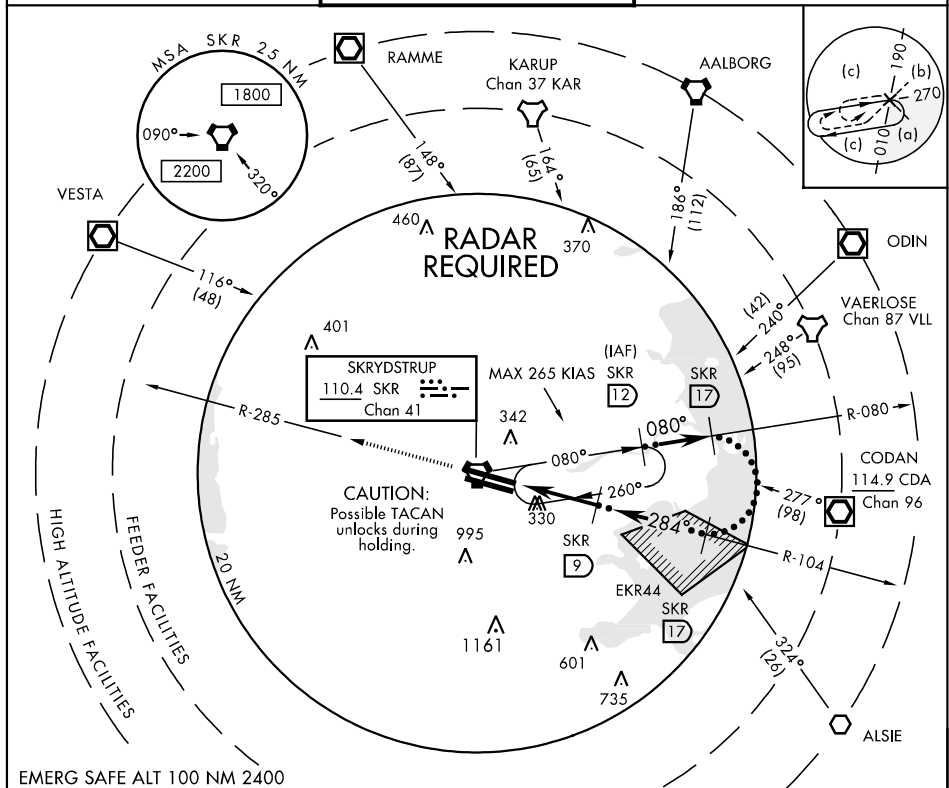 MSA SKR 25 NM
1800
090°
2200
320°
RAMME
148°
(87)
KARUP
Chan 37 KAR
164°
(65)
AALBORG
186°
(112)
190
(c)
(b)
270
(c)
(a)
010
VESTA
116°
(48)
460
RADAR
REQUIRED
370
ODIN
(42)
240°
VAERLOSE
Chan 87 VLL
248°
(95)
401
SKRYDSTRUP
110.4 SKR
Chan 41
MAX 265 KIAS
(IAF)
SKR
12
SKR
17
R-285
342
080°
080°
R-080
260°
CODAN
114.9 CDA
Chan 96
277°
(98)
CAUTION:
Possible TACAN
unlocks during
holding.
330
284°
995
SKR
9
R-104
EKR44
SKR
17
20 NM
FEEDER FACILITIES
HIGH ALTITUDE FACILITIES
1161
601
735
324°
(26)
ALSIE
EMERG SAFE ALT 100 NM 2400